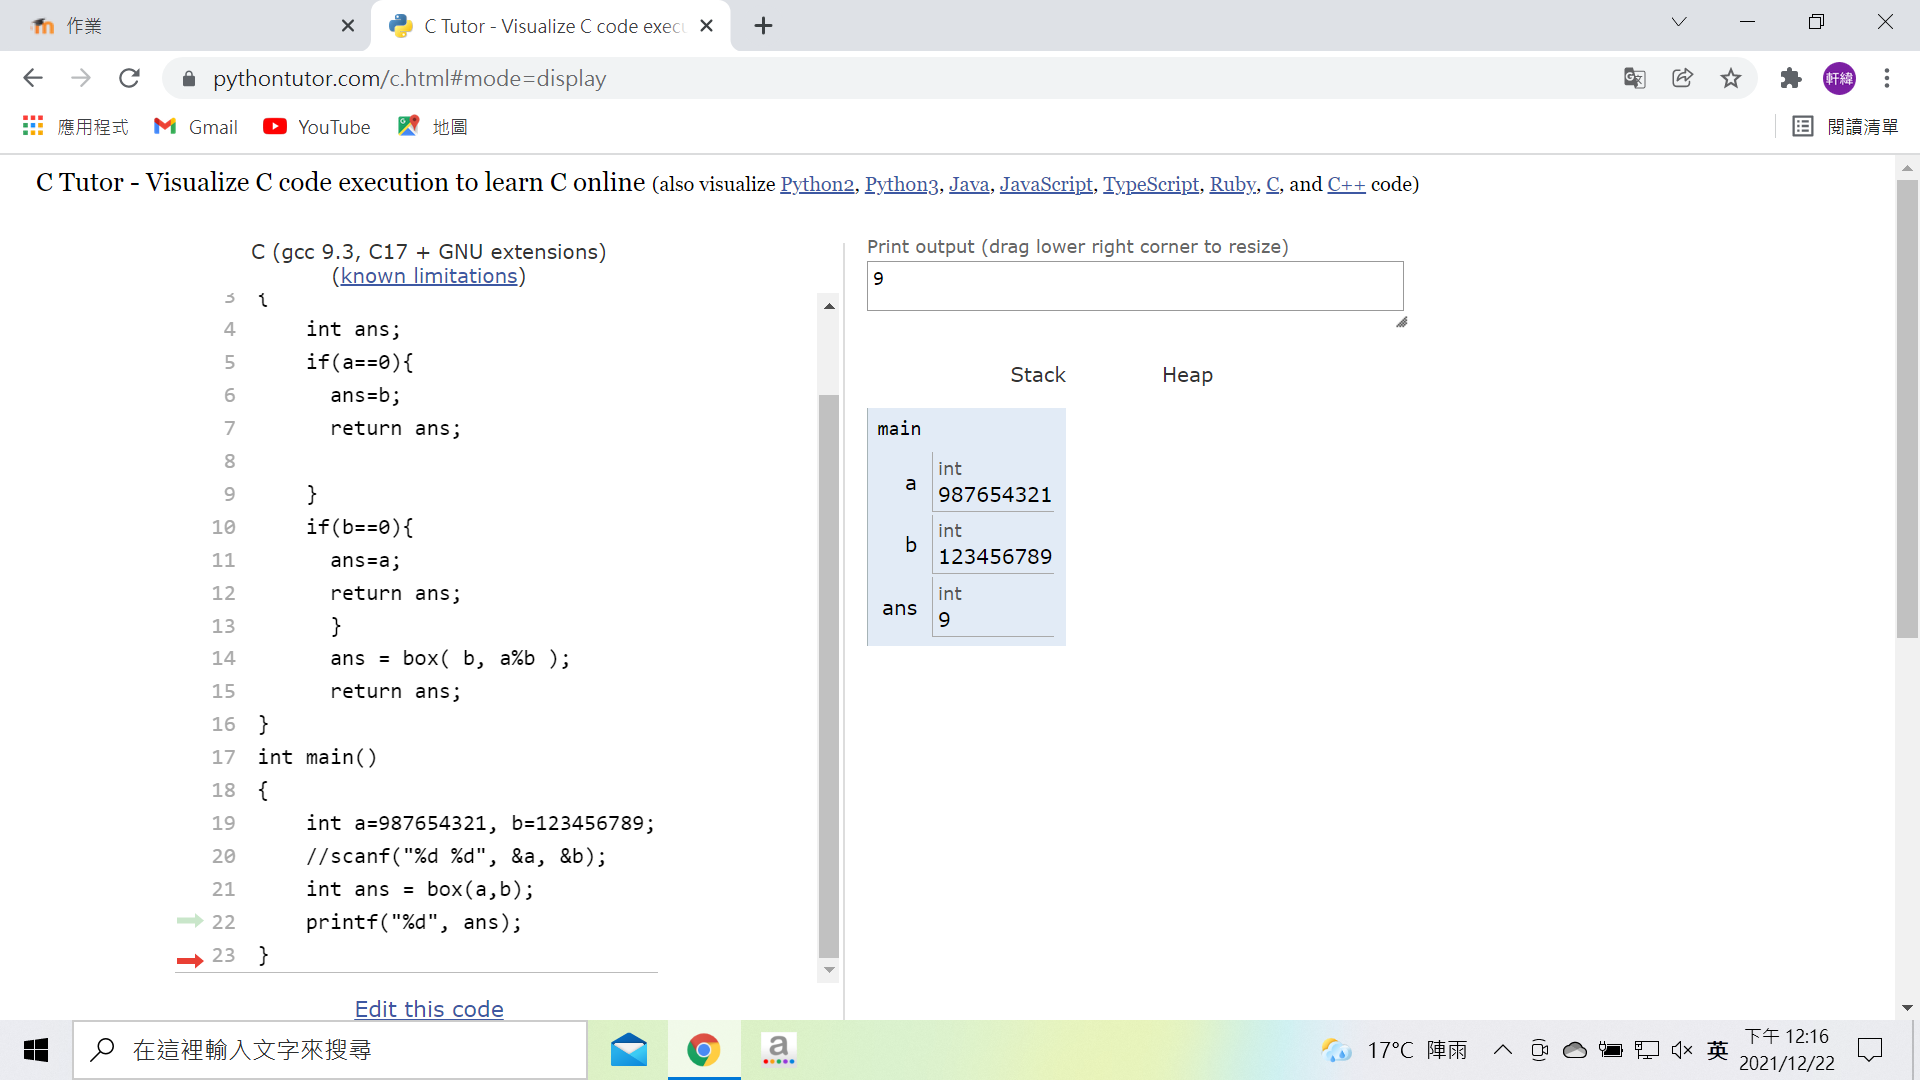 作業
C Tutor - Visualize C code execu
pythontutor.com/c.html#mode=display
軒緯
應用程式
Gmail
YouTube
地圖
閱讀清單
C Tutor - Visualize C code execution to learn C online (also visualize Python2, Python3, Java, JavaScript, TypeScript, Ruby, C, and C++ code)
C (gcc 9.3, C17 + GNU extensions)
(known limitations)
3 {
4 int ans;
5 if(a==0){
6 ans=b;
7 return ans;
8
9 }
10 if(b==0){
11 ans=a;
12 return ans;
13 }
14 ans = box( b, a%b );
15 return ans;
16 }
17 int main()
18 {
19 int a=987654321, b=123456789;
20 //scanf("%d %d", &a, &b);
21 int ans = box(a,b);
22 printf("%d", ans);
23 }
Edit this code
Print output (drag lower right corner to resize)
9
Stack Heap
main
int
a 987654321
int
b 123456789
int
ans 9
在這裡輸入文字來搜尋
a
17°C 陣雨
英
下午 12:16
2021/12/22